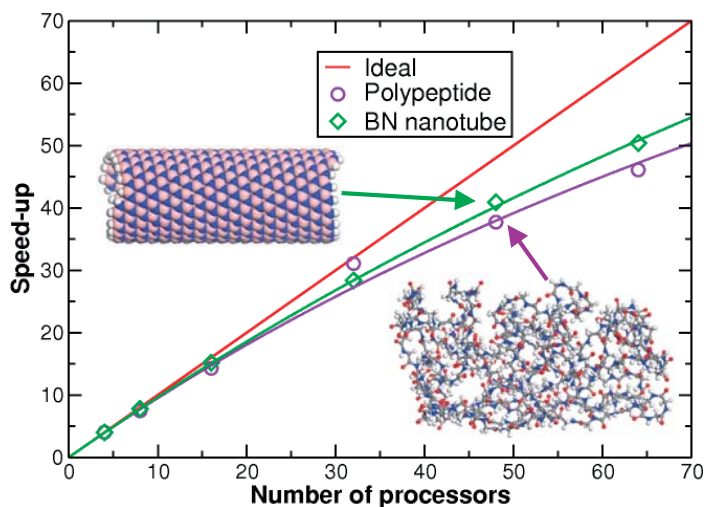 70
60
50
40
30
20
10
0
Speed-up
Ideal
Polypeptide
BN nanotube
0 10 20 30 40 50 60 70
Number of processors